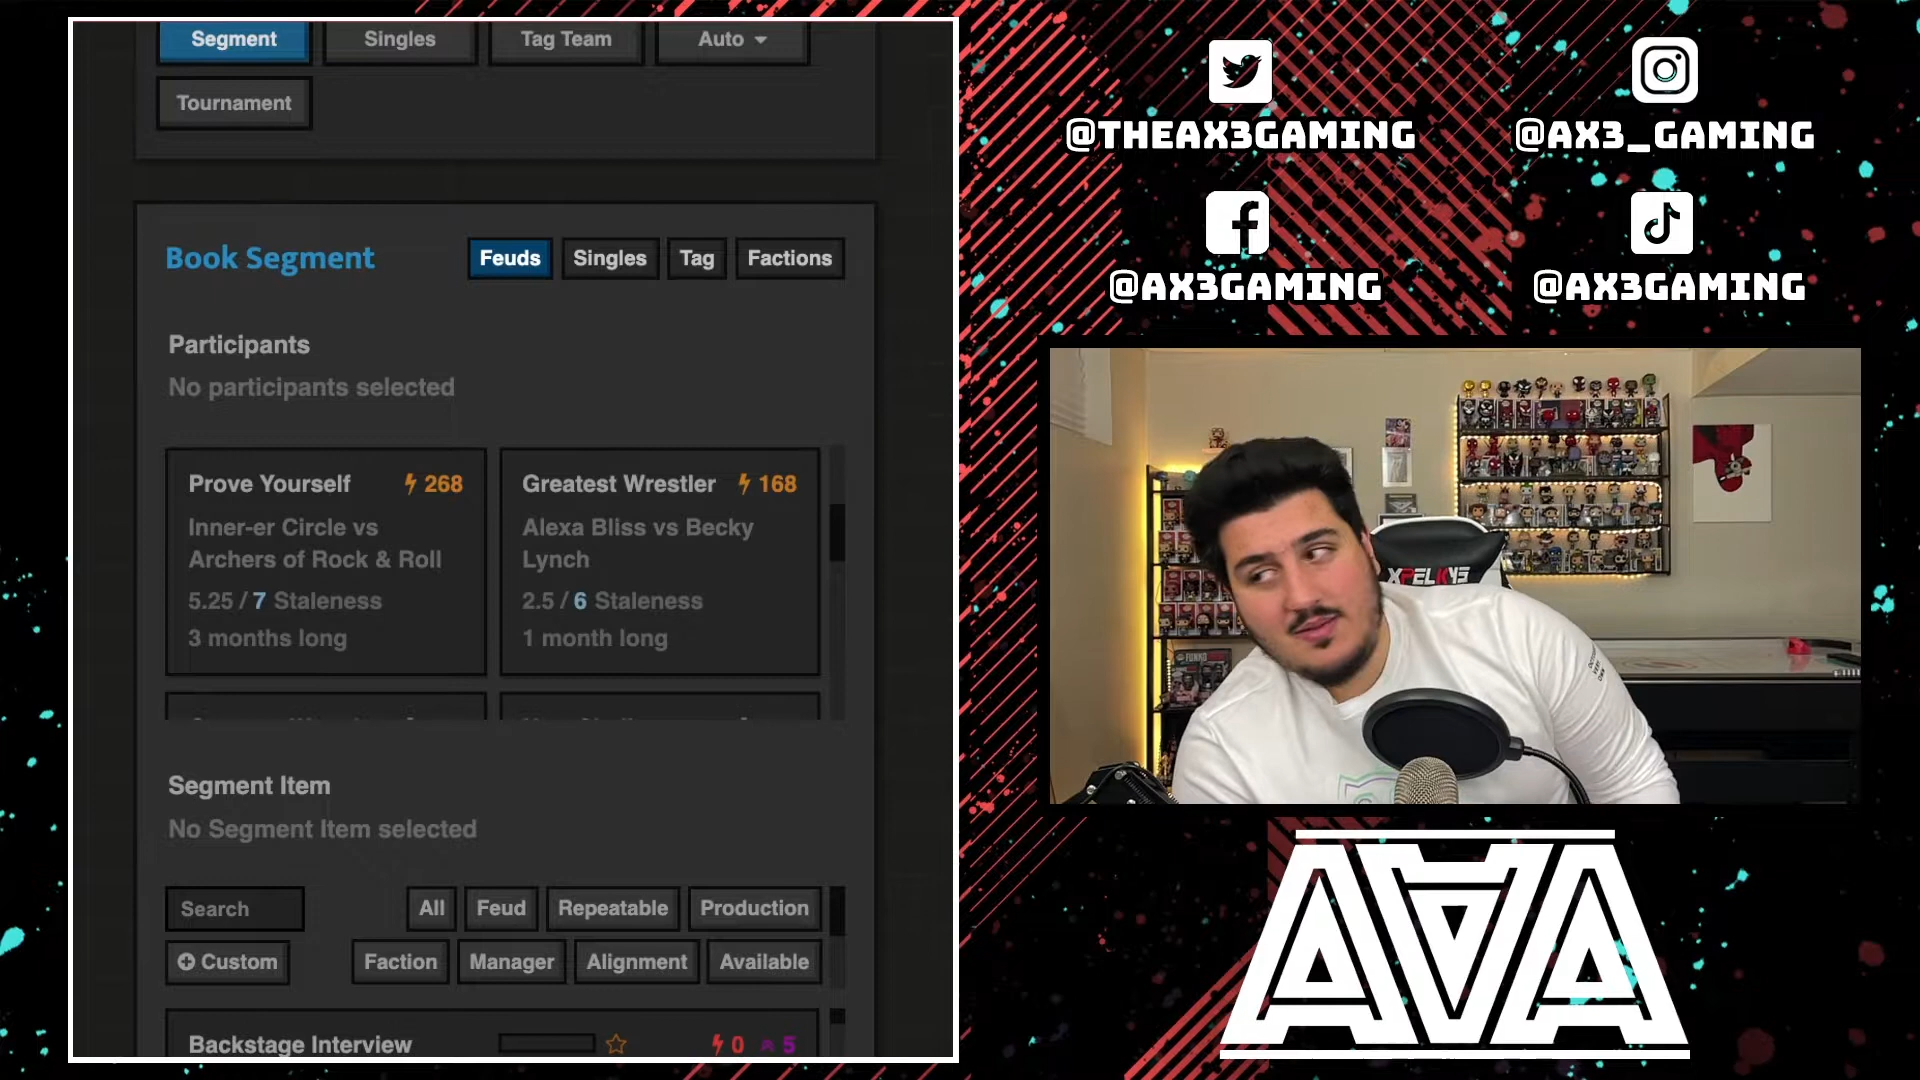 Segment
Singles
Tag Team
Auto
Tournament
Book Segment
Feuds
Singles
Tag
Factions
Participants
No participants selected
Prove Yourself
268
Inner-er Circle vs
Archers of Rock & Roll
5.25 / 7 Staleness
3 months long
Greatest Wrestler
168
Alexa Bliss vs Becky
Lynch
2.5 / 6 Staleness
1 month long
Segment Item
No Segment Item selected
Search
All
Feud
Repeatable
Production
Custom
Faction
Manager
Alignment
Available
Backstage Interview
0
5
@THEAX3GAMING
@AX3_GAMING
@AX3GAMING
@AX3GAMING
XPELKYS
FUNKO